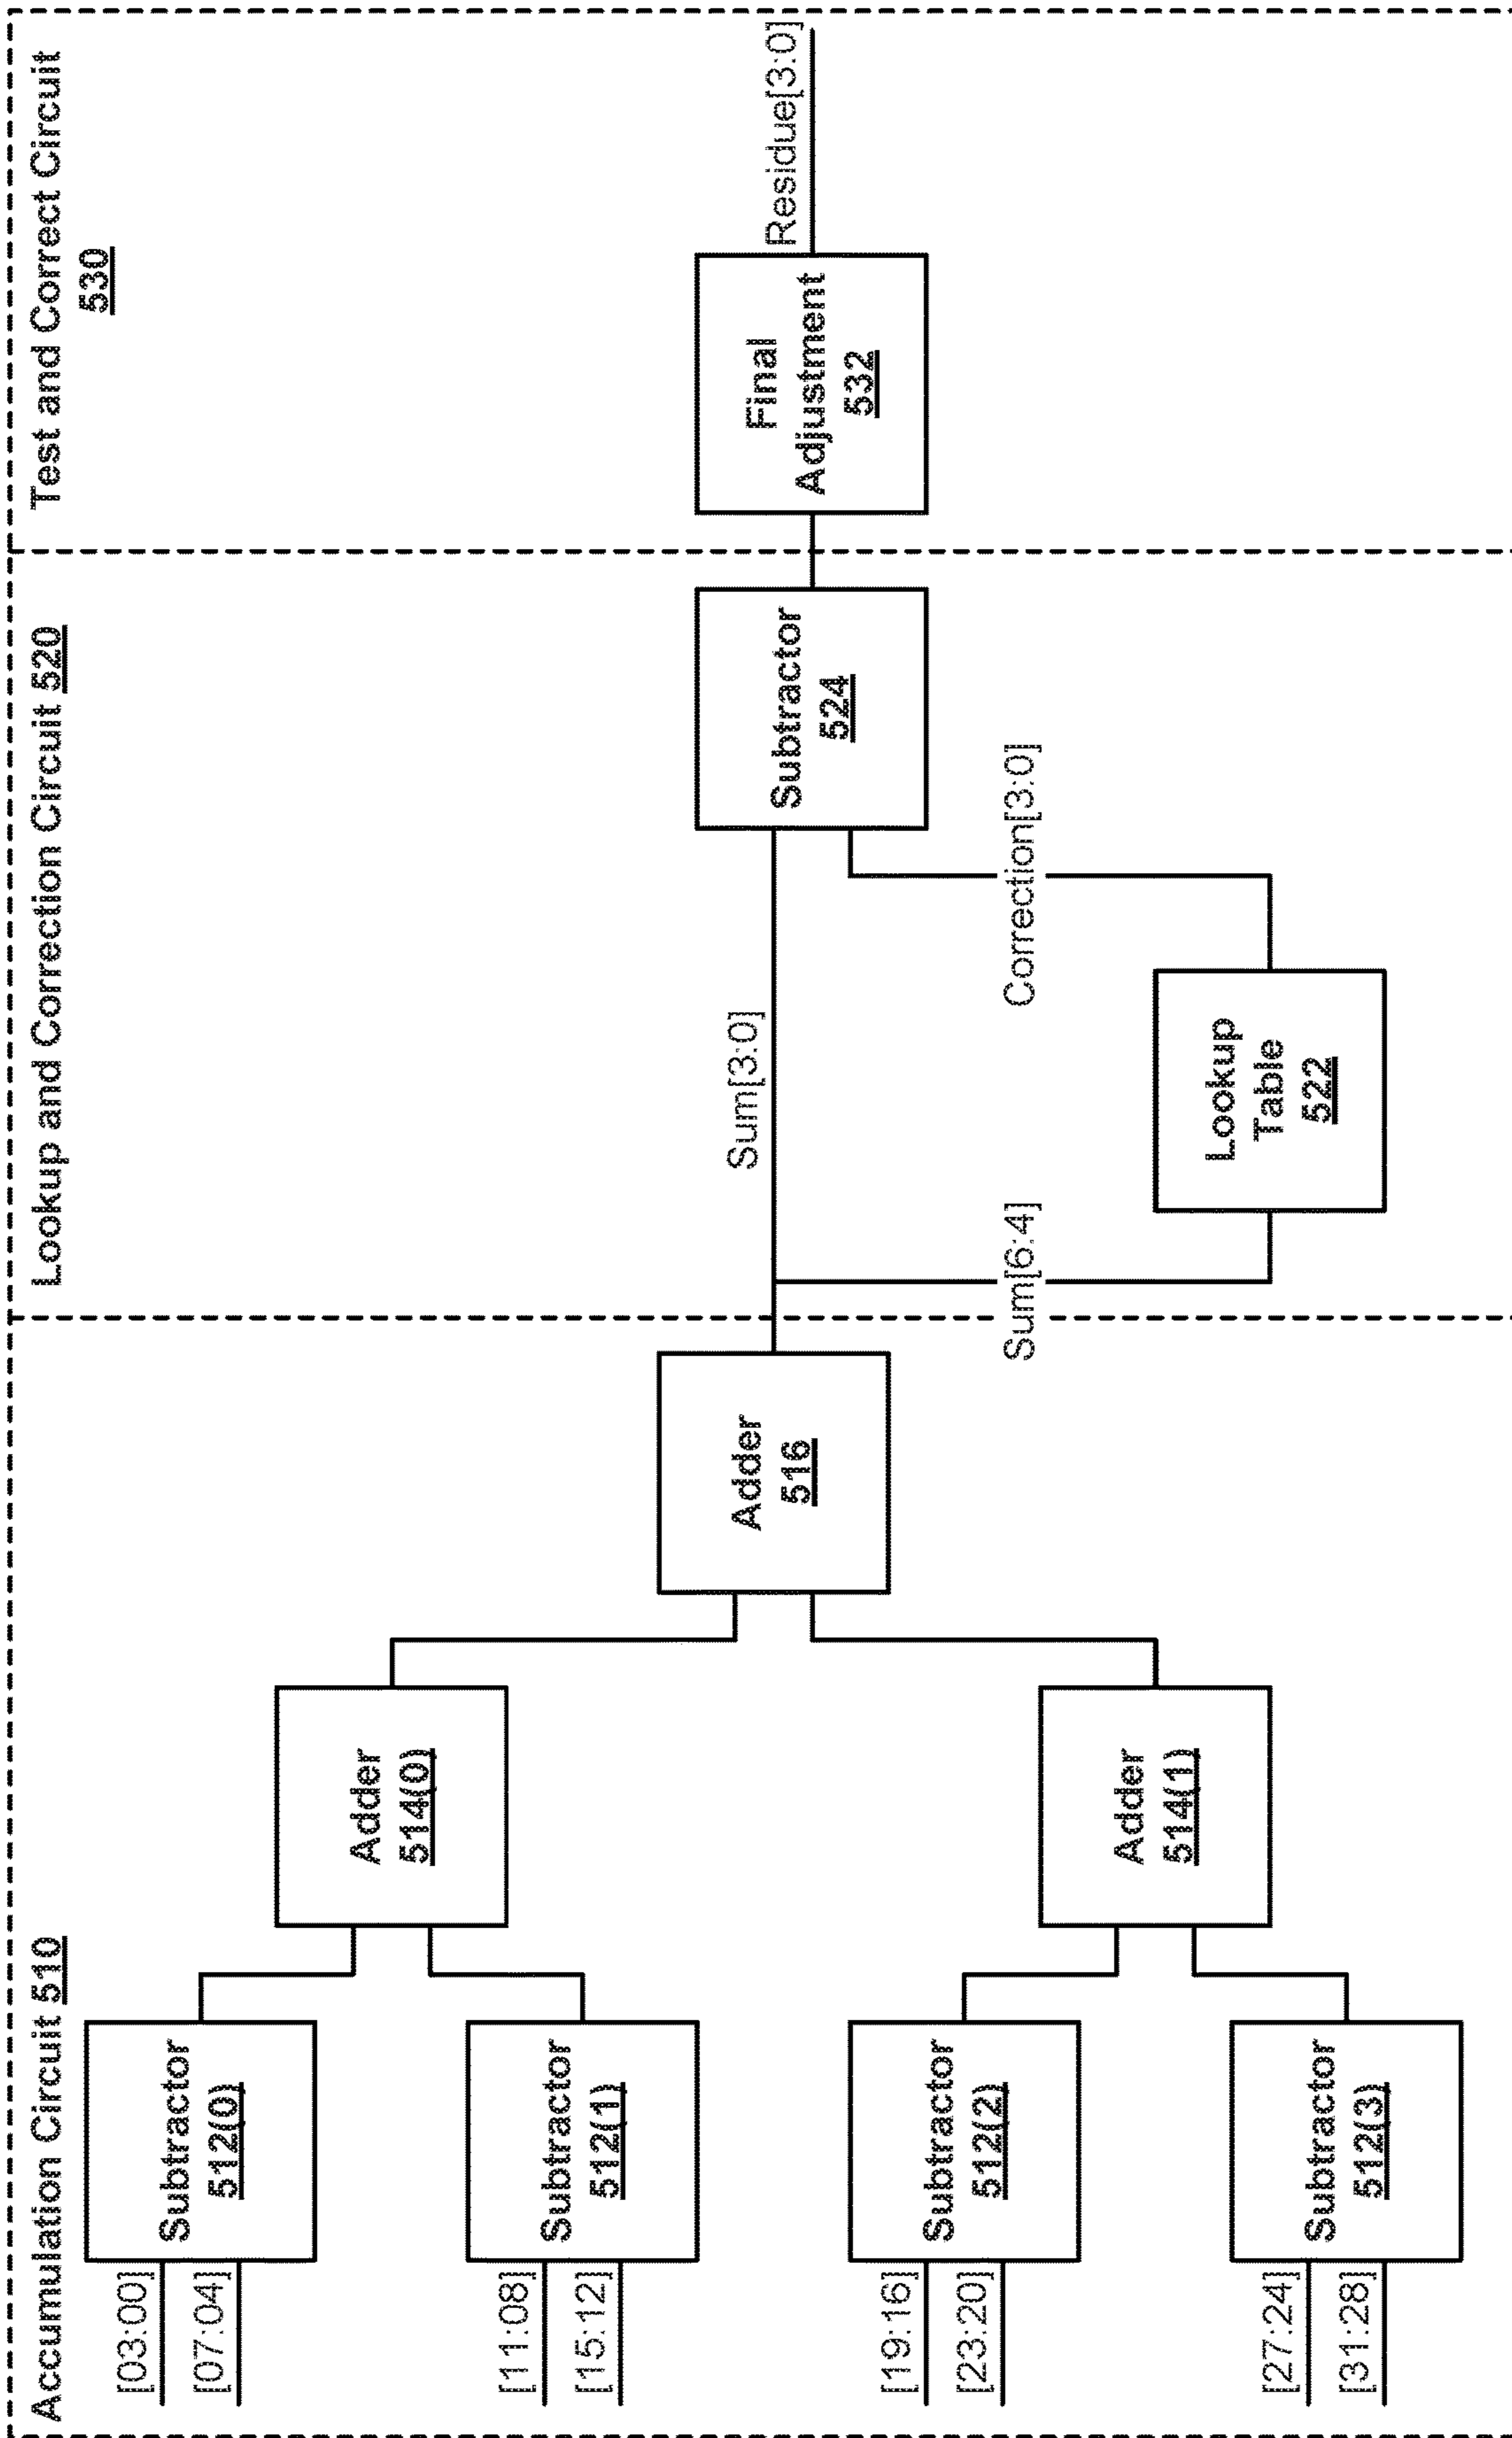 Accumulation Circuit 510
Lookup and Correction Circuit 520
Test and Correct Circuit
530
[03:00]
[07:04]
Subtractor
512(0)
[11:08]
[15:12]
Subtractor
512(1)
[19:16]
[23:20]
Subtractor
512(2)
[27:24]
[31:28]
Subtractor
512(3)
Adder
514(0)
Adder
514(1)
Adder
516
Sum[3:0]
Sum[6:4]
Lookup
Table
522
Correction[3:0]
Subtractor
524
Final
Adjustment
532
Residue[3:0]